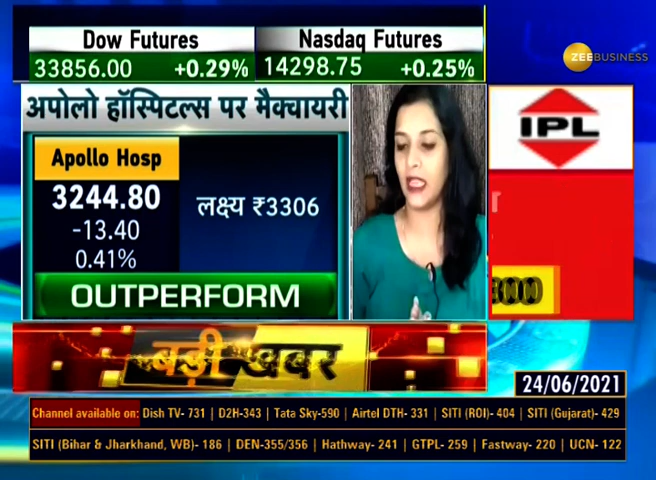 Dow Futures
33856.00 +0.29%
Nasdaq Futures
14298.75 +0.25%
ZEE BUSINESS
अपोलो हॉस्पिटल्स पर मैक्वायरी
Apollo Hosp
3244.80
-13.40
0.41%
लक्ष्य ₹3306
OUTPERFORM
IPL
बड़ी खबर
24/06/2021
Channel available on: Dish TV- 731 | D2H-343 | Tata Sky-590 | Airtel DTH- 331 | SITI (ROI)- 404 | SITI (Gujarat)- 429
SITI (Bihar & Jharkhand, WB)- 186 | DEN-355/356 | Hathway- 241 | GTPL- 259 | Fastway- 220 | UCN- 122